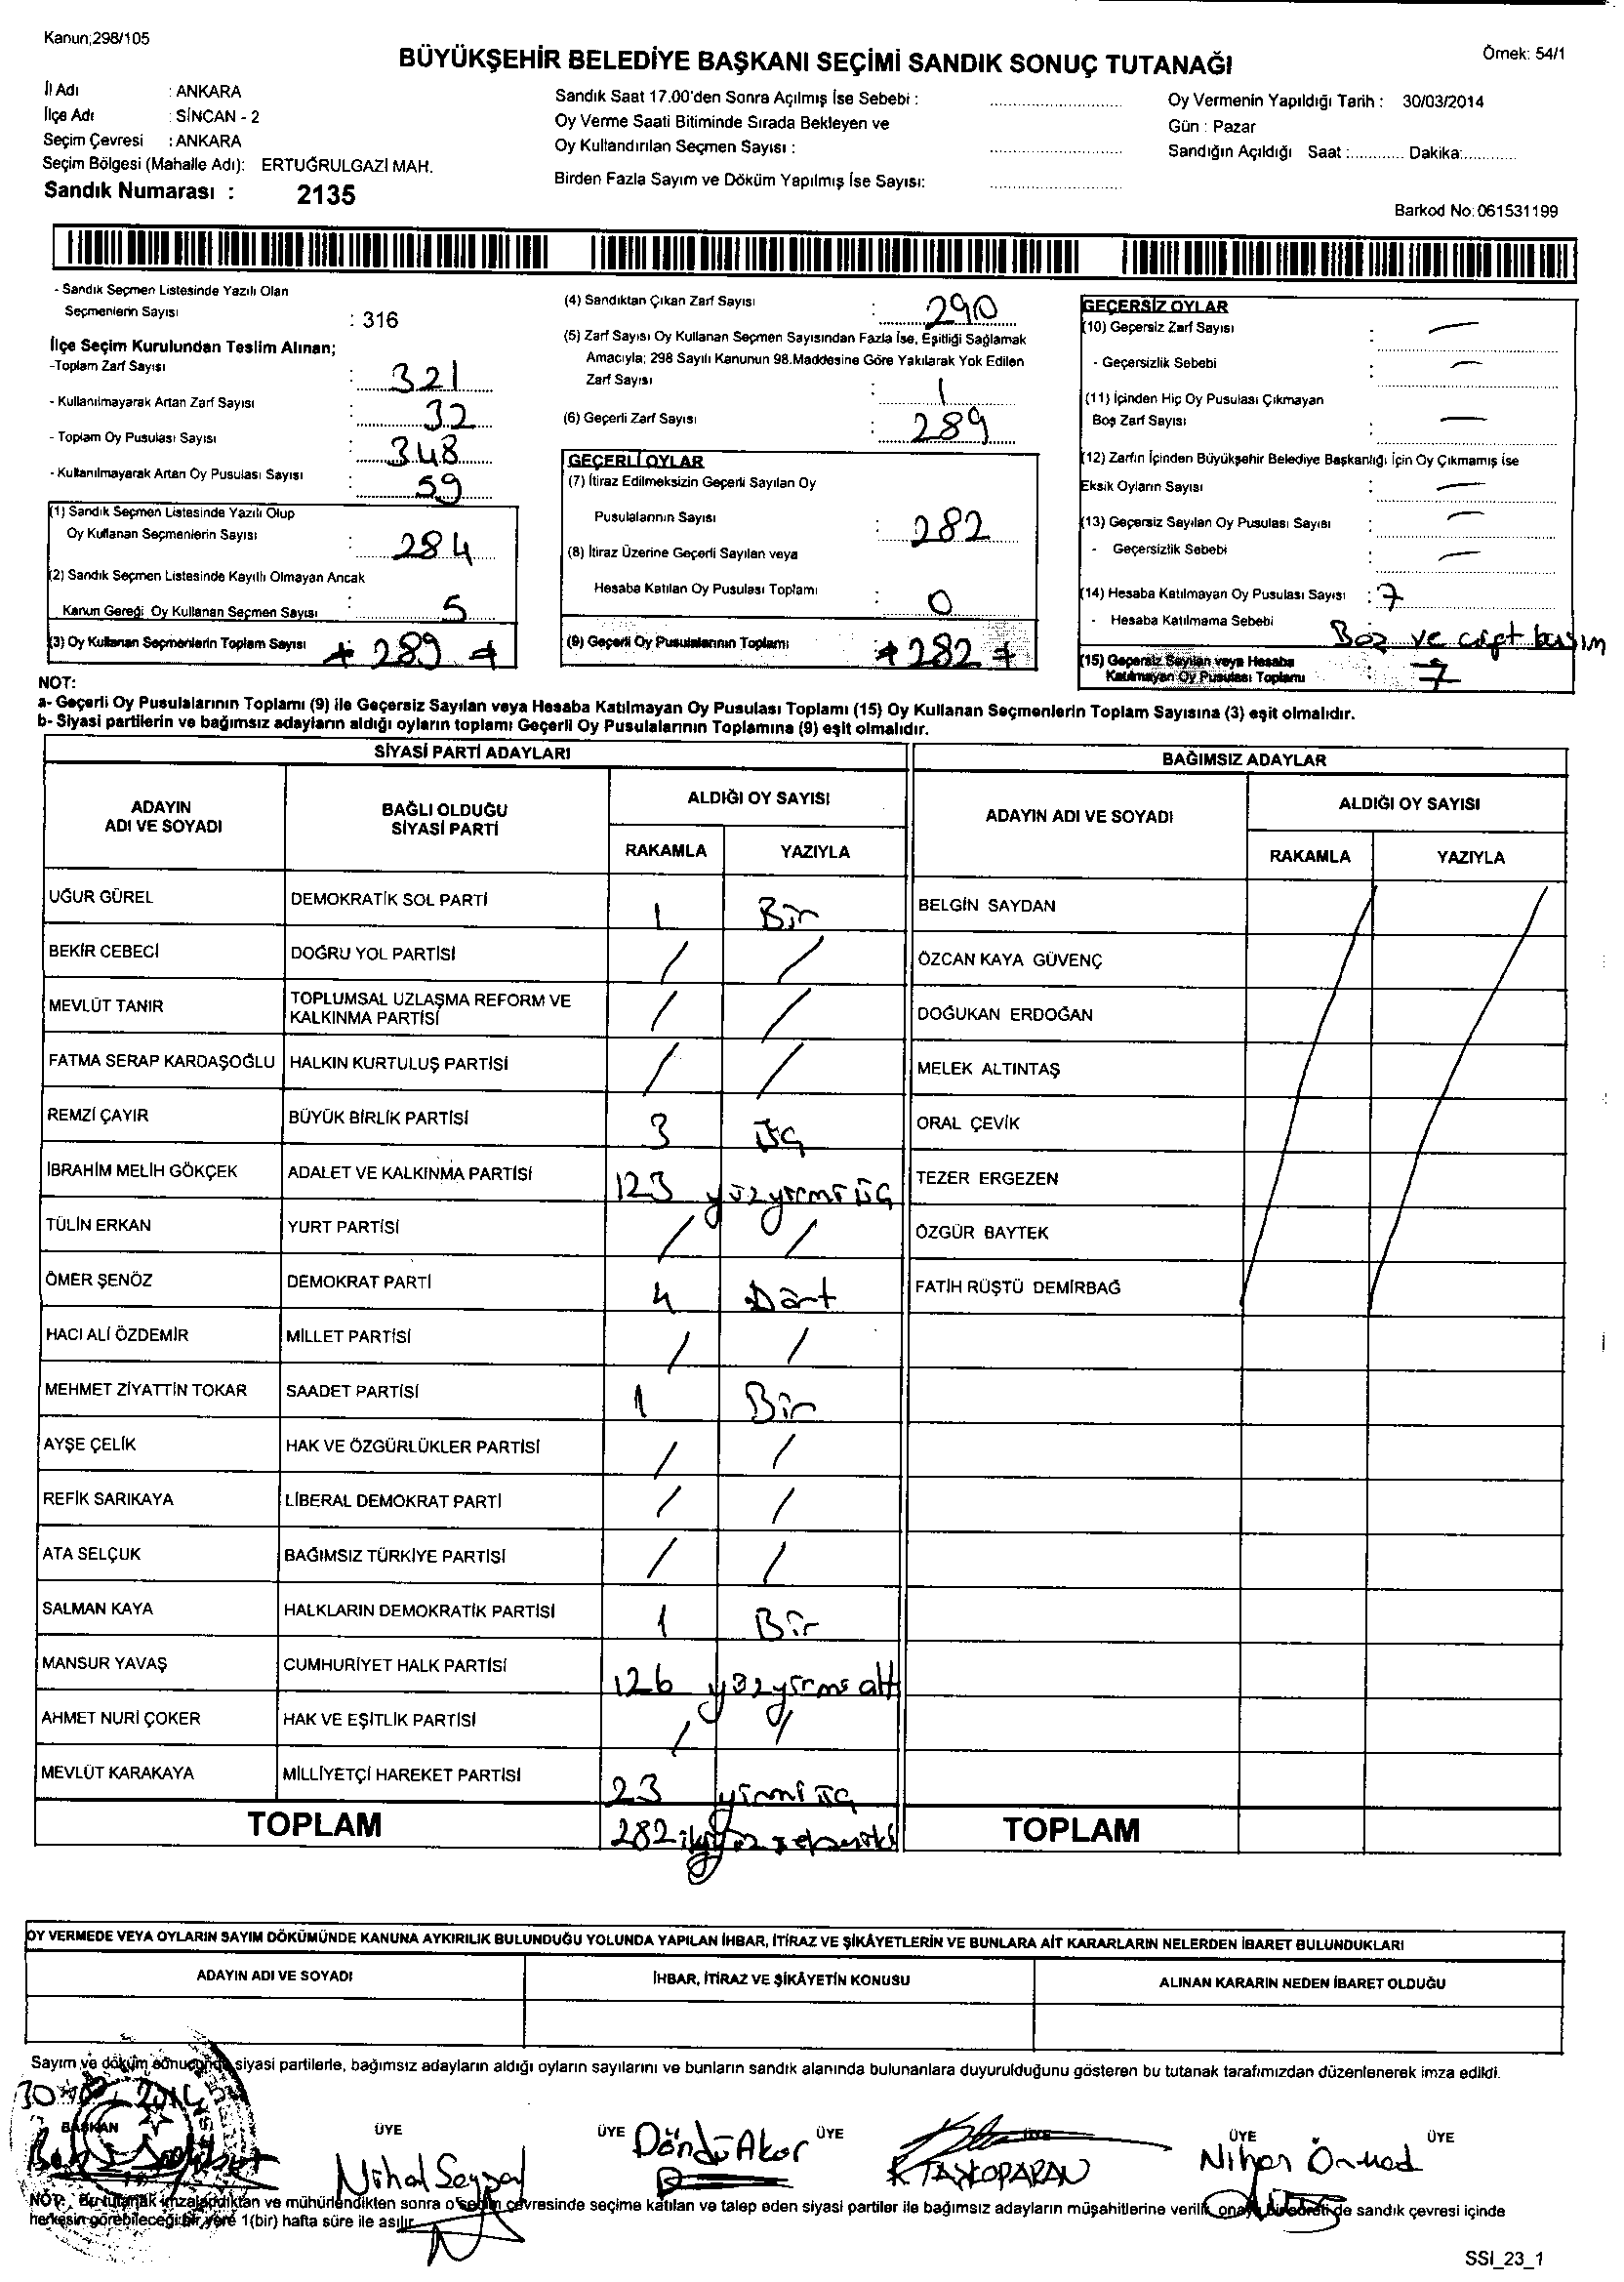 Kanun;298/105
BÜYÜKŞEHİR BELEDİYE BAŞKANI SEÇİMİ SANDIK SONUÇ TUTANAĞI
Örnek: 54/1
İl Adı : ANKARA
İlçe Adı : SİNCAN - 2
Seçim Çevresi : ANKARA
Seçim Bölgesi (Mahalle Adı): ERTUĞRULGAZİ MAH.
Sandık Numarası : 2135
Sandık Saat 17.00'den Sonra Açılmış İse Sebebi :
Oy Verme Saati Bitiminde Sırada Bekleyen ve
Oy Kullandırılan Seçmen Sayısı :
Birden Fazla Sayım ve Döküm Yapılmış İse Sayısı:
Oy Vermenin Yapıldığı Tarih : 30/03/2014
Gün : Pazar
Sandığın Açıldığı Saat :............ Dakika:............
Barkod No: 061531199
- Sandık Seçmen Listesinde Yazılı Olan
Seçmenlerin Sayısı : 316
İlçe Seçim Kurulundan Teslim Alınan;
-Toplam Zarf Sayısı : 321
- Kullanılmayarak Artan Zarf Sayısı : 32
- Toplam Oy Pusulası Sayısı : 348
- Kullanılmayarak Artan Oy Pusulası Sayısı : 59
(1) Sandık Seçmen Listesinde Yazılı Olup
Oy Kullanan Seçmenlerin Sayısı : 284
(2) Sandık Seçmen Listesinde Kayıtlı Olmayan Ancak
Kanun Gereği Oy Kullanan Seçmen Sayısı : 5
(3) Oy Kullanan Seçmenlerin Toplam Sayısı 289
(4) Sandıktan Çıkan Zarf Sayısı : 290
(5) Zarf Sayısı Oy Kullanan Seçmen Sayısından Fazla İse, Eşitliği Sağlamak
Amacıyla; 298 Sayılı Kanunun 98.Maddesine Göre Yakılarak Yok Edilen
Zarf Sayısı : 1
(6) Geçerli Zarf Sayısı : 289
GEÇERLİ OYLAR
(7) İtiraz Edilmeksizin Geçerli Sayılan Oy
Pusulalarının Sayısı : 282
(8) İtiraz Üzerine Geçerli Sayılan veya
Hesaba Katılan Oy Pusulası Toplamı : 0
(9) Geçerli Oy Pusulalarının Toplamı 282
GEÇERSİZ OYLAR
(10) Geçersiz Zarf Sayısı : —
- Geçersizlik Sebebi : —
(11) İçinden Hiç Oy Pusulası Çıkmayan
Boş Zarf Sayısı : —
(12) Zarfın İçinden Büyükşehir Belediye Başkanlığı İçin Oy Çıkmamış ise
Eksik Oyların Sayısı : —
(13) Geçersiz Sayılan Oy Pusulası Sayısı : —
- Geçersizlik Sebebi : —
(14) Hesaba Katılmayan Oy Pusulası Sayısı : 7
- Hesaba Katılmama Sebebi Boş ve çift basım
(15) Geçersiz Sayılan veya Hesaba
Katılmayan Oy Pusulası Toplamı 7
NOT:
a- Geçerli Oy Pusulalarının Toplamı (9) ile Geçersiz Sayılan veya Hesaba Katılmayan Oy Pusulası Toplamı (15) Oy Kullanan Seçmenlerin Toplam Sayısına (3) eşit olmalıdır.
b- Siyasi partilerin ve bağımsız adayların aldığı oyların toplamı Geçerli Oy Pusulalarının Toplamına (9) eşit olmalıdır.
SİYASİ PARTİ ADAYLARI
ADAYIN ADI VE SOYADI
BAĞLI OLDUĞU SİYASİ PARTİ
ALDIĞI OY SAYISI
RAKAMLA YAZIYLA
UĞUR GÜREL DEMOKRATİK SOL PARTİ 1 Bir
BEKİR CEBECİ DOĞRU YOL PARTİSİ / /
MEVLÜT TANIR TOPLUMSAL UZLAŞMA REFORM VE KALKINMA PARTİSİ / /
FATMA SERAP KARDAŞOĞLU HALKIN KURTULUŞ PARTİSİ / /
REMZİ ÇAYIR BÜYÜK BİRLİK PARTİSİ 3 Üç
İBRAHİM MELİH GÖKÇEK ADALET VE KALKINMA PARTİSİ 123 yüzyirmi üç
TÜLİN ERKAN YURT PARTİSİ / /
ÖMER ŞENÖZ DEMOKRAT PARTİ 4 Dört
HACI ALİ ÖZDEMİR MİLLET PARTİSİ / /
MEHMET ZİYATTİN TOKAR SAADET PARTİSİ 1 Bir
AYŞE ÇELİK HAK VE ÖZGÜRLÜKLER PARTİSİ / /
REFİK SARIKAYA LİBERAL DEMOKRAT PARTİ / /
ATA SELÇUK BAĞIMSIZ TÜRKİYE PARTİSİ / /
SALMAN KAYA HALKLARIN DEMOKRATİK PARTİSİ 1 Bir
MANSUR YAVAŞ CUMHURİYET HALK PARTİSİ 126 yüzyirmi altı
AHMET NURİ ÇOKER HAK VE EŞİTLİK PARTİSİ / /
MEVLÜT KARAKAYA MİLLİYETÇİ HAREKET PARTİSİ 23 yirmi üç
TOPLAM 282 ikiyüz seksen iki
BAĞIMSIZ ADAYLAR
ADAYIN ADI VE SOYADI
ALDIĞI OY SAYISI
RAKAMLA YAZIYLA
BELGİN SAYDAN
ÖZCAN KAYA GÜVENÇ
DOĞUKAN ERDOĞAN
MELEK ALTINTAŞ
ORAL ÇEVİK
TEZER ERGEZEN
ÖZGÜR BAYTEK
FATİH RÜŞTÜ DEMİRBAĞ
TOPLAM
OY VERMEDE VEYA OYLARIN SAYIM DÖKÜMÜNDE KANUNA AYKIRILIK BULUNDUĞU YOLUNDA YAPILAN İHBAR, İTİRAZ VE ŞİKÂYETLERİN VE BUNLARA AİT KARARLARIN NELERDEN İBARET BULUNDUKLARI
ADAYIN ADI VE SOYADI İHBAR, İTİRAZ VE ŞİKÂYETİN KONUSU ALINAN KARARIN NEDEN İBARET OLDUĞU
Sayım ve döküm sonucunda siyasi partilerle, bağımsız adayların aldığı oyların sayılarını ve bunların sandık alanında bulunanlara duyurulduğunu gösteren bu tutanak tarafımızdan düzenlenerek imza edildi.
BAŞKAN ÜYE ÜYE ÜYE ÜYE ÜYE ÜYE
Nihal Döndü Akar TAŞKOPARAN
NOT: Bu tutanak imzalandıktan ve mühürlendikten sonra o seçim çevresinde seçime katılan ve talep eden siyasi partiler ile bağımsız adayların müşahitlerine verilir, onaylı bir sureti de sandık çevresi içinde
herkesin görebileceği bir yere 1(bir) hafta süre ile asılır.
SSI_23_1